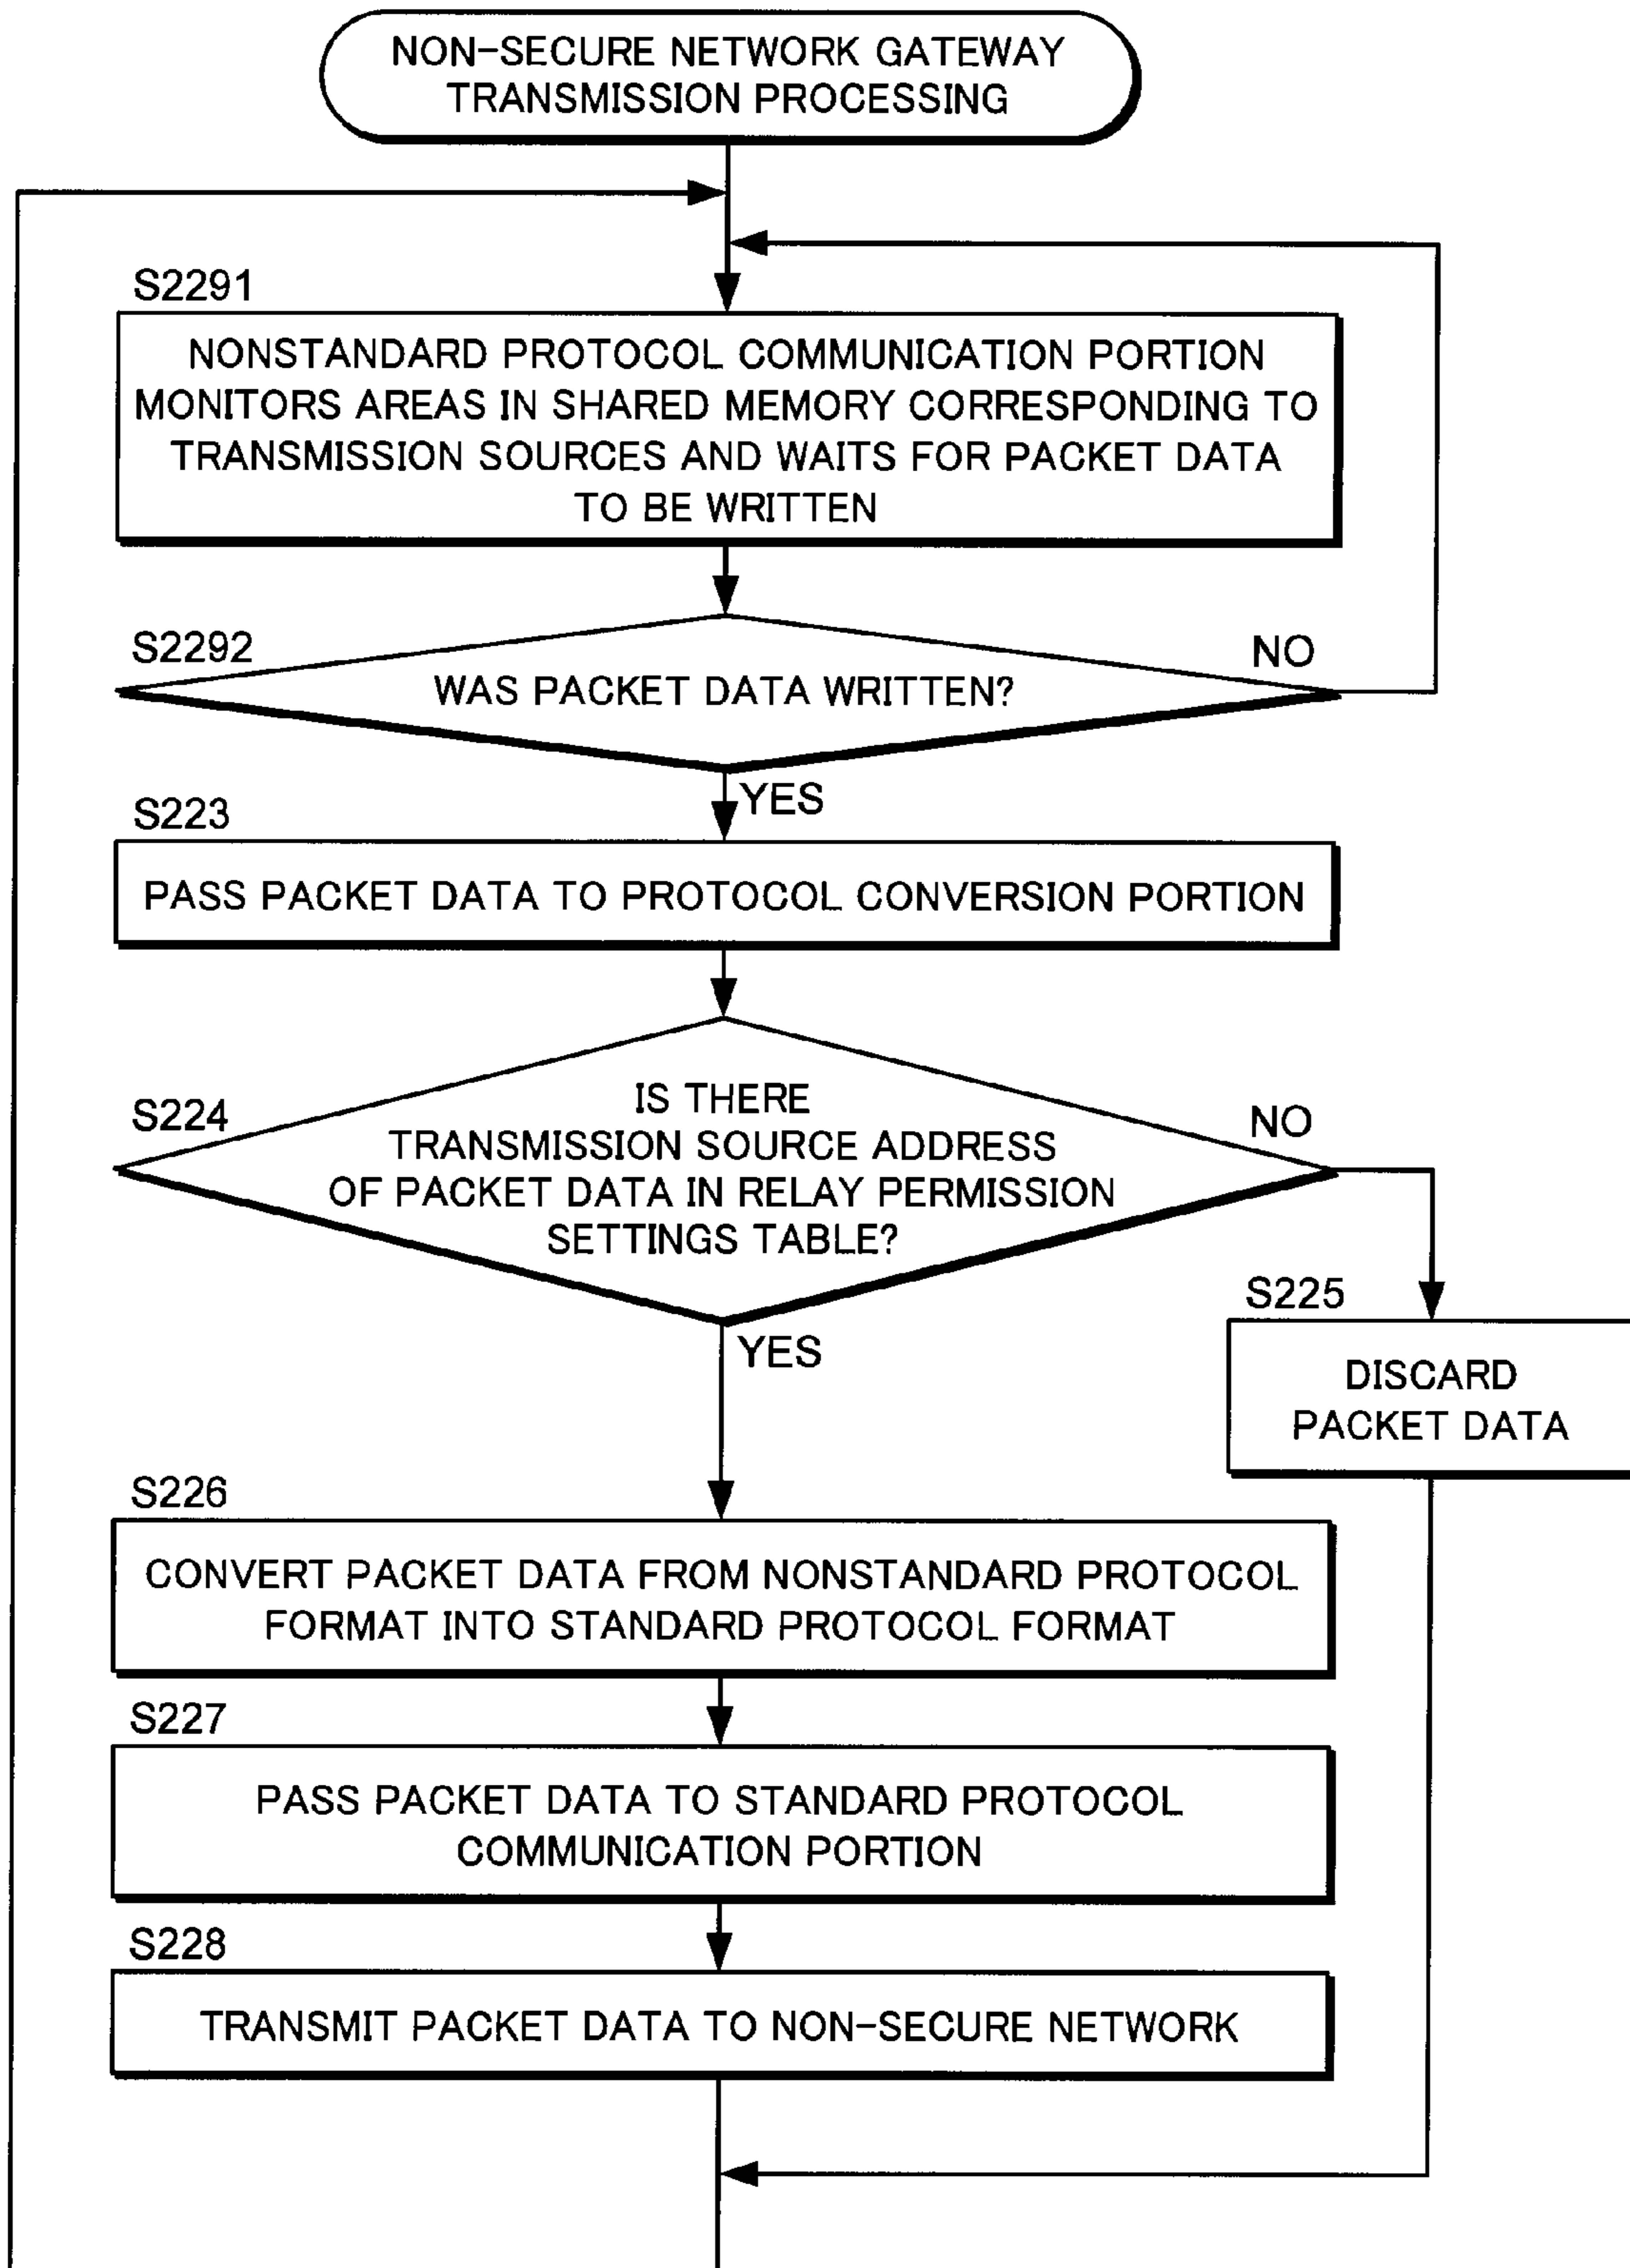 NON-SECURE NETWORK GATEWAY
TRANSMISSION PROCESSING
S2291
NONSTANDARD PROTOCOL COMMUNICATION PORTION
MONITORS AREAS IN SHARED MEMORY CORRESPONDING TO
TRANSMISSION SOURCES AND WAITS FOR PACKET DATA
TO BE WRITTEN
S2292
NO
WAS PACKET DATA WRITTEN?
YES
S223
PASS PACKET DATA TO PROTOCOL CONVERSION PORTION
S224
NO
IS THERE
TRANSMISSION SOURCE ADDRESS
OF PACKET DATA IN RELAY PERMISSION
SETTINGS TABLE?
YES
S225
DISCARD
PACKET DATA
S226
CONVERT PACKET DATA FROM NONSTANDARD PROTOCOL
FORMAT INTO STANDARD PROTOCOL FORMAT
S227
PASS PACKET DATA TO STANDARD PROTOCOL
COMMUNICATION PORTION
S228
TRANSMIT PACKET DATA TO NON-SECURE NETWORK